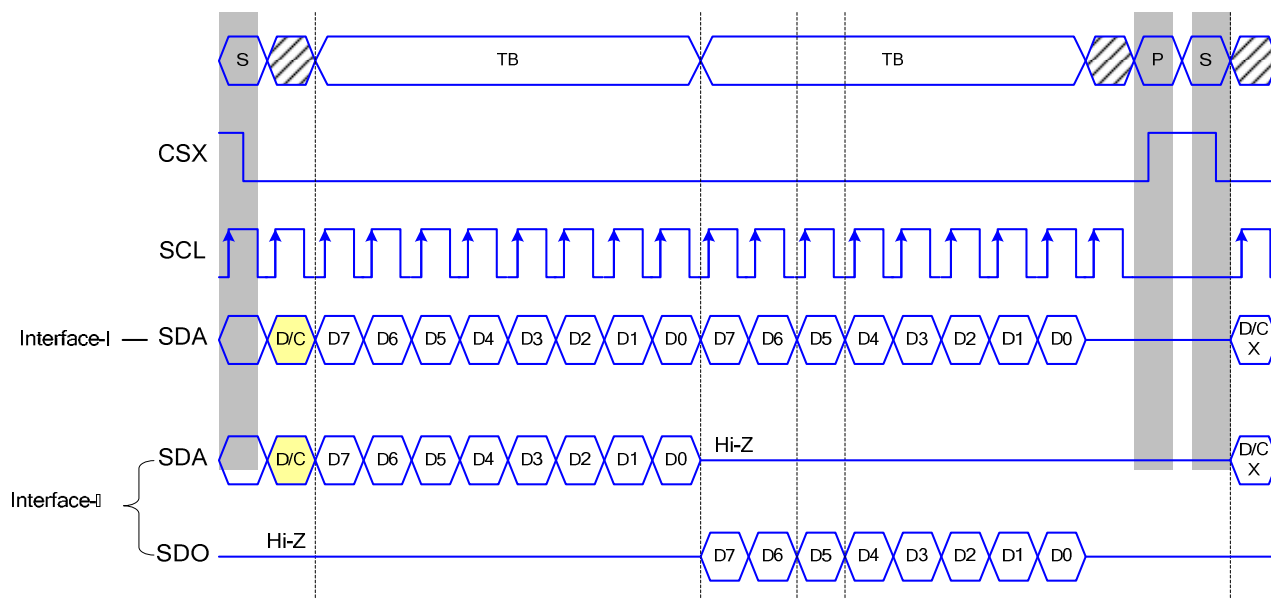 S TB TB P S
CSX
SCL
Interface-I SDA D/C D7 D6 D5 D4 D3 D2 D1 D0 D7 D6 D5 D4 D3 D2 D1 D0 D/C
X
SDA D/C D7 D6 D5 D4 D3 D2 D1 D0 Hi-Z D/C
X
Interface-
Hi-Z
SDO D7 D6 D5 D4 D3 D2 D1 D0